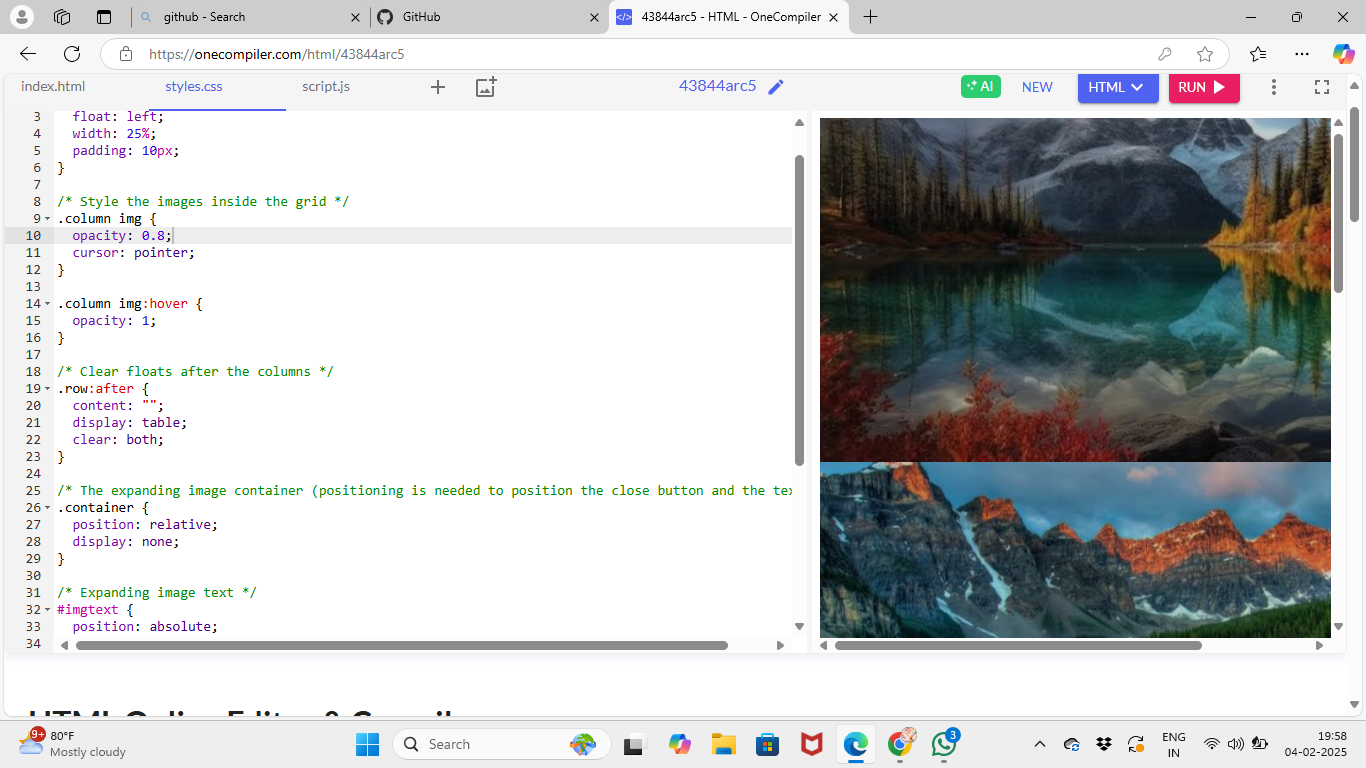 github - Search
GitHub
43844arc5 - HTML - OneCompiler
https://onecompiler.com/html/43844arc5
index.html
styles.css
script.js
43844arc5
AI
NEW
HTML
RUN
3 float: left;
4 width: 25%;
5 padding: 10px;
6 }
7
8 /* Style the images inside the grid */
9 .column img {
10 opacity: 0.8;
11 cursor: pointer;
12 }
13
14 .column img:hover {
15 opacity: 1;
16 }
17
18 /* Clear floats after the columns */
19 .row:after {
20 content: "";
21 display: table;
22 clear: both;
23 }
24
25 /* The expanding image container (positioning is needed to position the close button and the tex
26 .container {
27 position: relative;
28 display: none;
29 }
30
31 /* Expanding image text */
32 #imgtext {
33 position: absolute;
34
HTML Online Editor & Compiler
9+
80°F
Mostly cloudy
Search
3
ENG
IN
19:58
04-02-2025